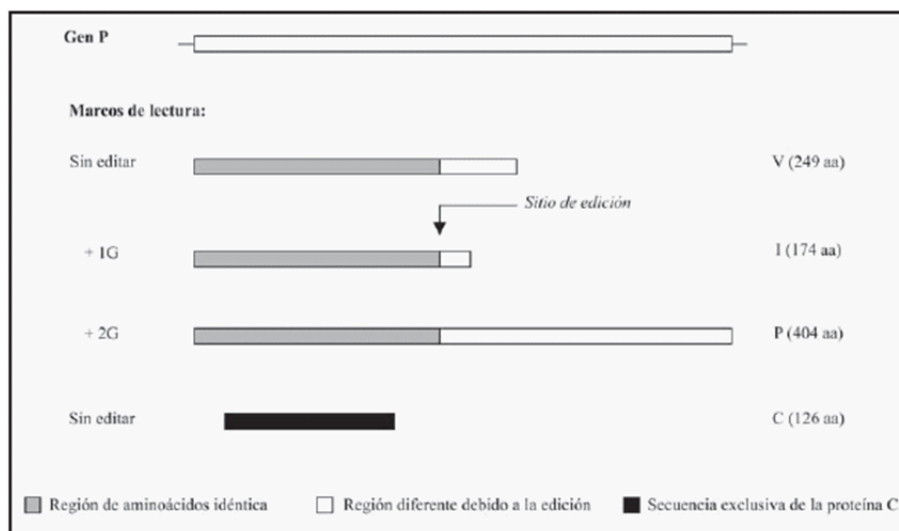 Gen P
Marcos de lectura:
Sin editar
V (249 aa)
Sitio de edición
+ 1G
I (174 aa)
+ 2G
P (404 aa)
Sin editar
C (126 aa)
Región de aminoácidos idéntica
Región diferente debido a la edición
Secuencia exclusiva de la proteína C